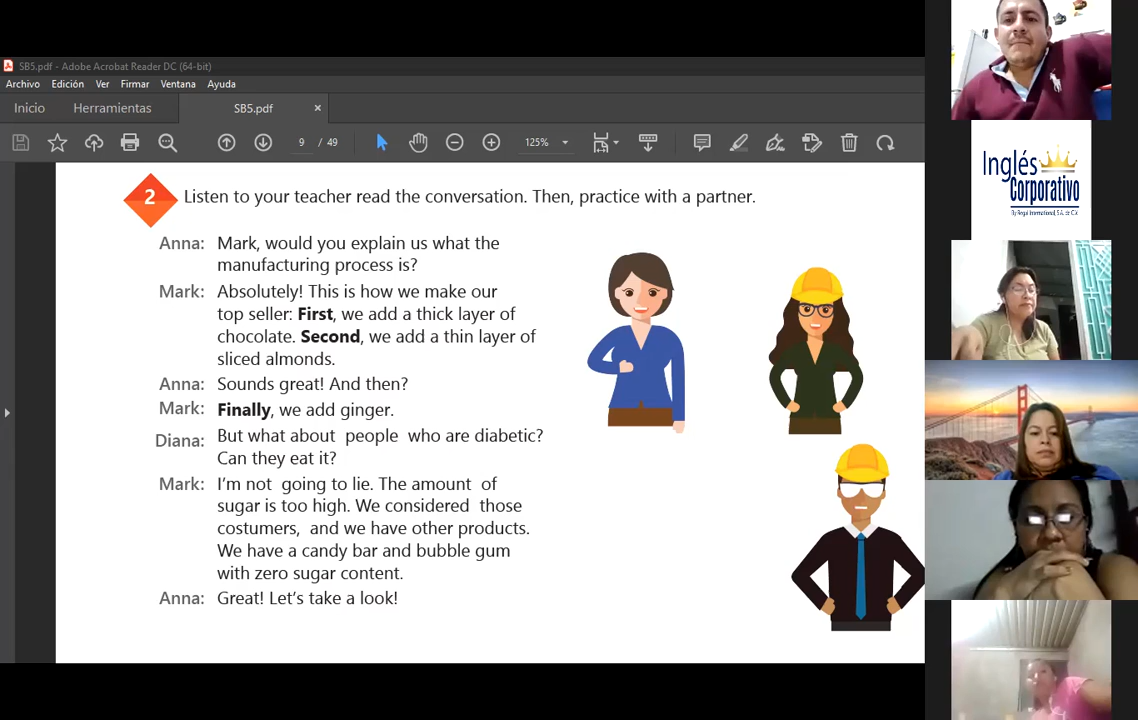 SB5.pdf - Adobe Acrobat Reader DC (64-bit)
Archivo Edición Ver Firmar Ventana Ayuda
Inicio Herramientas SB5.pdf ×
9 / 49 125%
2 Listen to your teacher read the conversation. Then, practice with a partner.
Anna: Mark, would you explain us what the
manufacturing process is?
Mark: Absolutely! This is how we make our
top seller: First, we add a thick layer of
chocolate. Second, we add a thin layer of
sliced almonds.
Anna: Sounds great! And then?
Mark: Finally, we add ginger.
Diana: But what about people who are diabetic?
Can they eat it?
Mark: I'm not going to lie. The amount of
sugar is too high. We considered those
costumers, and we have other products.
We have a candy bar and bubble gum
with zero sugar content.
Anna: Great! Let's take a look!
Inglés
Corporativo
By Regal International, S.A. de C.V.